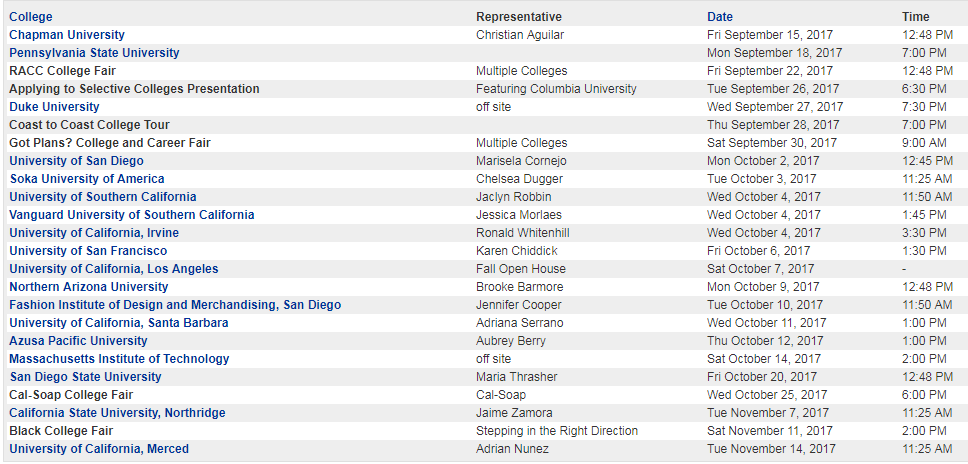 College Representative Date Time
Chapman University Christian Aguilar Fri September 15, 2017 12:48 PM
Pennsylvania State University Mon September 18, 2017 7:00 PM
RACC College Fair Multiple Colleges Fri September 22, 2017 12:48 PM
Applying to Selective Colleges Presentation Featuring Columbia University Tue September 26, 2017 6:30 PM
Duke University off site Wed September 27, 2017 7:30 PM
Coast to Coast College Tour Thu September 28, 2017 7:00 PM
Got Plans? College and Career Fair Multiple Colleges Sat September 30, 2017 9:00 AM
University of San Diego Marisela Cornejo Mon October 2, 2017 12:45 PM
Soka University of America Chelsea Dugger Tue October 3, 2017 11:25 AM
University of Southern California Jaclyn Robbin Wed October 4, 2017 11:50 AM
Vanguard University of Southern California Jessica Morlaes Wed October 4, 2017 1:45 PM
University of California, Irvine Ronald Whitenhill Wed October 4, 2017 3:30 PM
University of San Francisco Karen Chiddick Fri October 6, 2017 1:30 PM
University of California, Los Angeles Fall Open House Sat October 7, 2017 -
Northern Arizona University Brooke Barmore Mon October 9, 2017 12:48 PM
Fashion Institute of Design and Merchandising, San Diego Jennifer Cooper Tue October 10, 2017 11:50 AM
University of California, Santa Barbara Adriana Serrano Wed October 11, 2017 1:00 PM
Azusa Pacific University Aubrey Berry Thu October 12, 2017 1:00 PM
Massachusetts Institute of Technology off site Sat October 14, 2017 2:00 PM
San Diego State University Maria Thrasher Fri October 20, 2017 12:48 PM
Cal-Soap College Fair Cal-Soap Wed October 25, 2017 6:00 PM
California State University, Northridge Jaime Zamora Tue November 7, 2017 11:25 AM
Black College Fair Stepping in the Right Direction Sat November 11, 2017 2:00 PM
University of California, Merced Adrian Nunez Tue November 14, 2017 11:25 AM